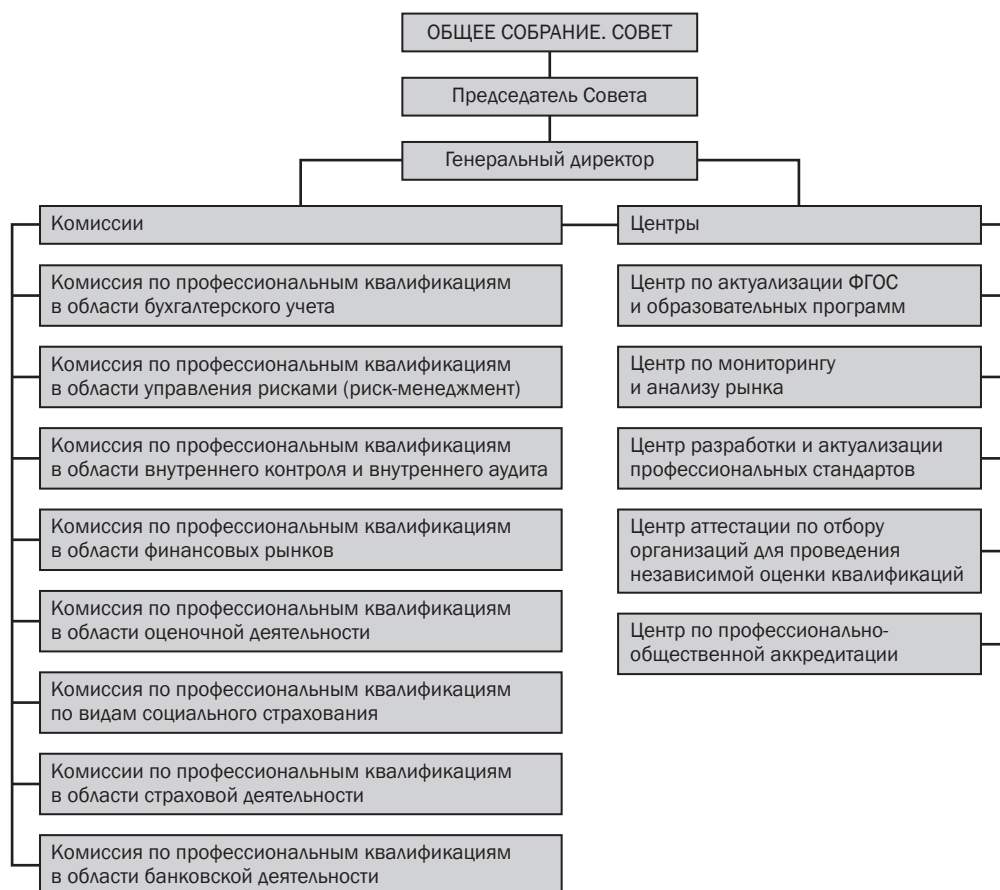 ОБЩЕЕ СОБРАНИЕ. СОВЕТ
Председатель Совета
Генеральный директор
Комиссии
Комиссия по профессиональным квалификациям
в области бухгалтерского учета
Комиссия по профессиональным квалификациям
в области управления рисками (риск-менеджмент)
Комиссия по профессиональным квалификациям
в области внутреннего контроля и внутреннего аудита
Комиссия по профессиональным квалификациям
в области финансовых рынков
Комиссия по профессиональным квалификациям
в области оценочной деятельности
Комиссия по профессиональным квалификациям
по видам социального страхования
Комиссии по профессиональным квалификациям
в области страховой деятельности
Комиссия по профессиональным квалификациям
в области банковской деятельности
Центры
Центр по актуализации ФГОС
и образовательных программ
Центр по мониторингу
и анализу рынка
Центр разработки и актуализации
профессиональных стандартов
Центр аттестации по отбору
организаций для проведения
независимой оценки квалификаций
Центр по профессионально-
общественной аккредитации